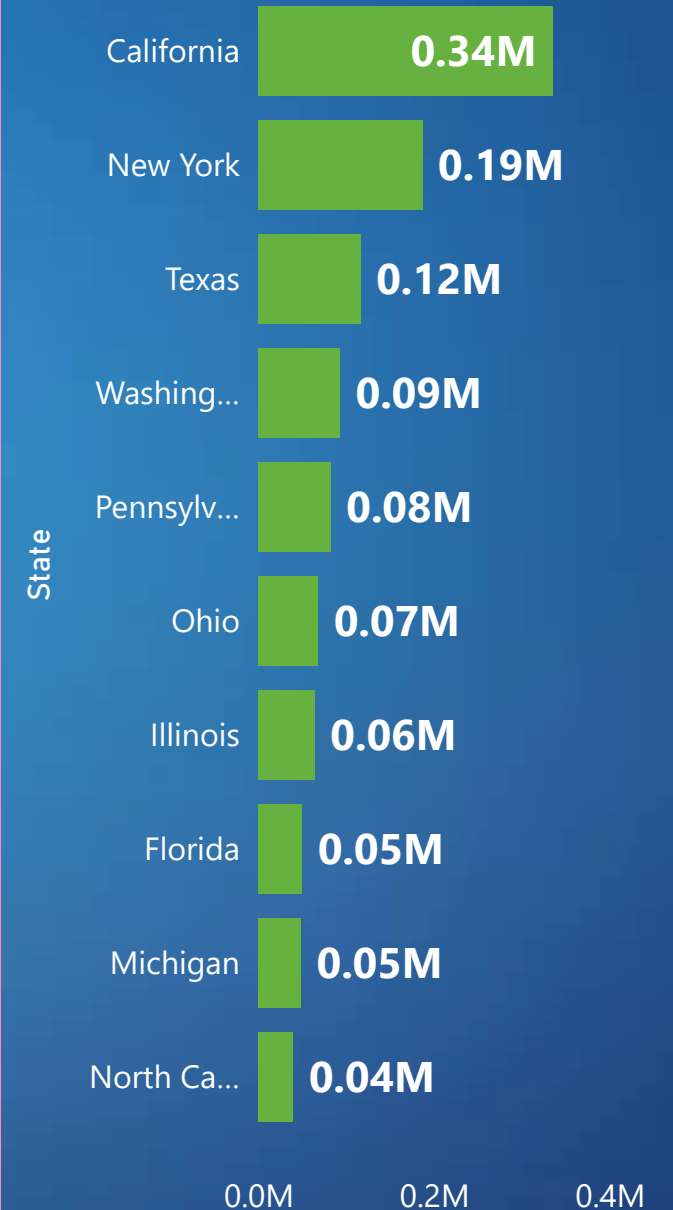 California 0.34M
New York 0.19M
Texas 0.12M
Washing... 0.09M
Pennsylv... 0.08M
State
Ohio 0.07M
Illinois 0.06M
Florida 0.05M
Michigan 0.05M
North Ca... 0.04M
0.0M 0.2M 0.4M